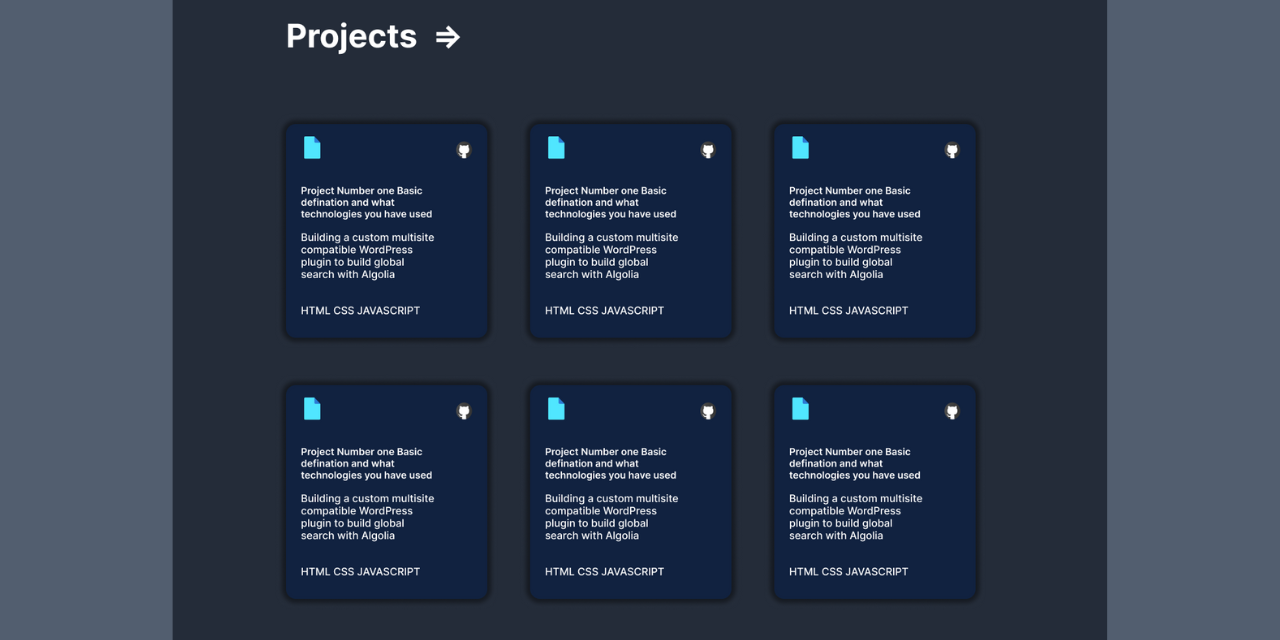 Projects ⇒
Project Number one Basic
defination and what
technologies you have used
Building a custom multisite
compatible WordPress
plugin to build global
search with Algolia
HTML CSS JAVASCRIPT
Project Number one Basic
defination and what
technologies you have used
Building a custom multisite
compatible WordPress
plugin to build global
search with Algolia
HTML CSS JAVASCRIPT
Project Number one Basic
defination and what
technologies you have used
Building a custom multisite
compatible WordPress
plugin to build global
search with Algolia
HTML CSS JAVASCRIPT
Project Number one Basic
defination and what
technologies you have used
Building a custom multisite
compatible WordPress
plugin to build global
search with Algolia
HTML CSS JAVASCRIPT
Project Number one Basic
defination and what
technologies you have used
Building a custom multisite
compatible WordPress
plugin to build global
search with Algolia
HTML CSS JAVASCRIPT
Project Number one Basic
defination and what
technologies you have used
Building a custom multisite
compatible WordPress
plugin to build global
search with Algolia
HTML CSS JAVASCRIPT